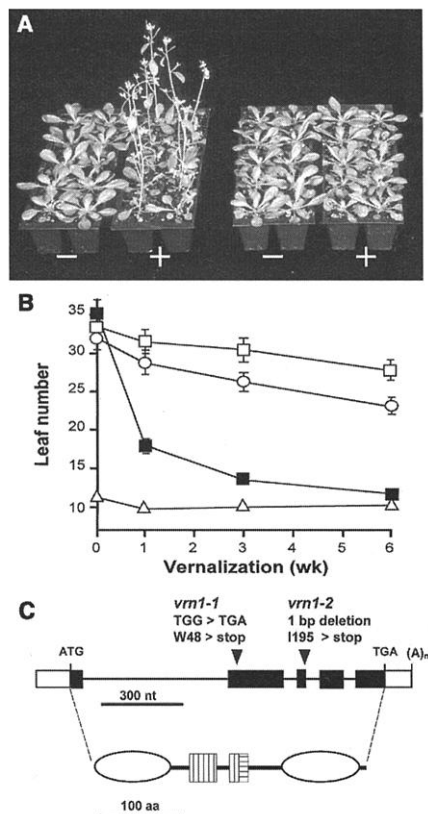 A
− + − +
B
35
30
25
20
15
10
Leaf number
0 1 2 3 4 5 6
Vernalization (wk)
C
vrn1-1 vrn1-2
TGG > TGA 1 bp deletion
W48 > stop I195 > stop
ATG TGA (A)n
300 nt
100 aa